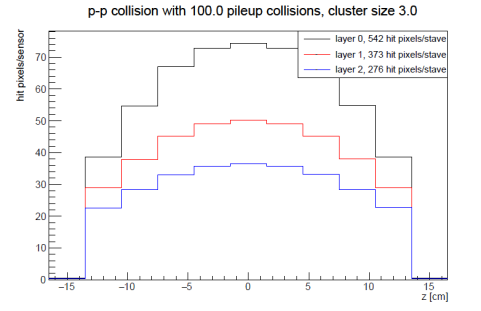 p-p collision with 100.0 pileup collisions, cluster size 3.0
hit pixels/sensor
layer 0, 542 hit pixels/stave
layer 1, 373 hit pixels/stave
layer 2, 276 hit pixels/stave
70
60
50
40
30
20
10
0
−15 −10 −5 0 5 10 15
z [cm]